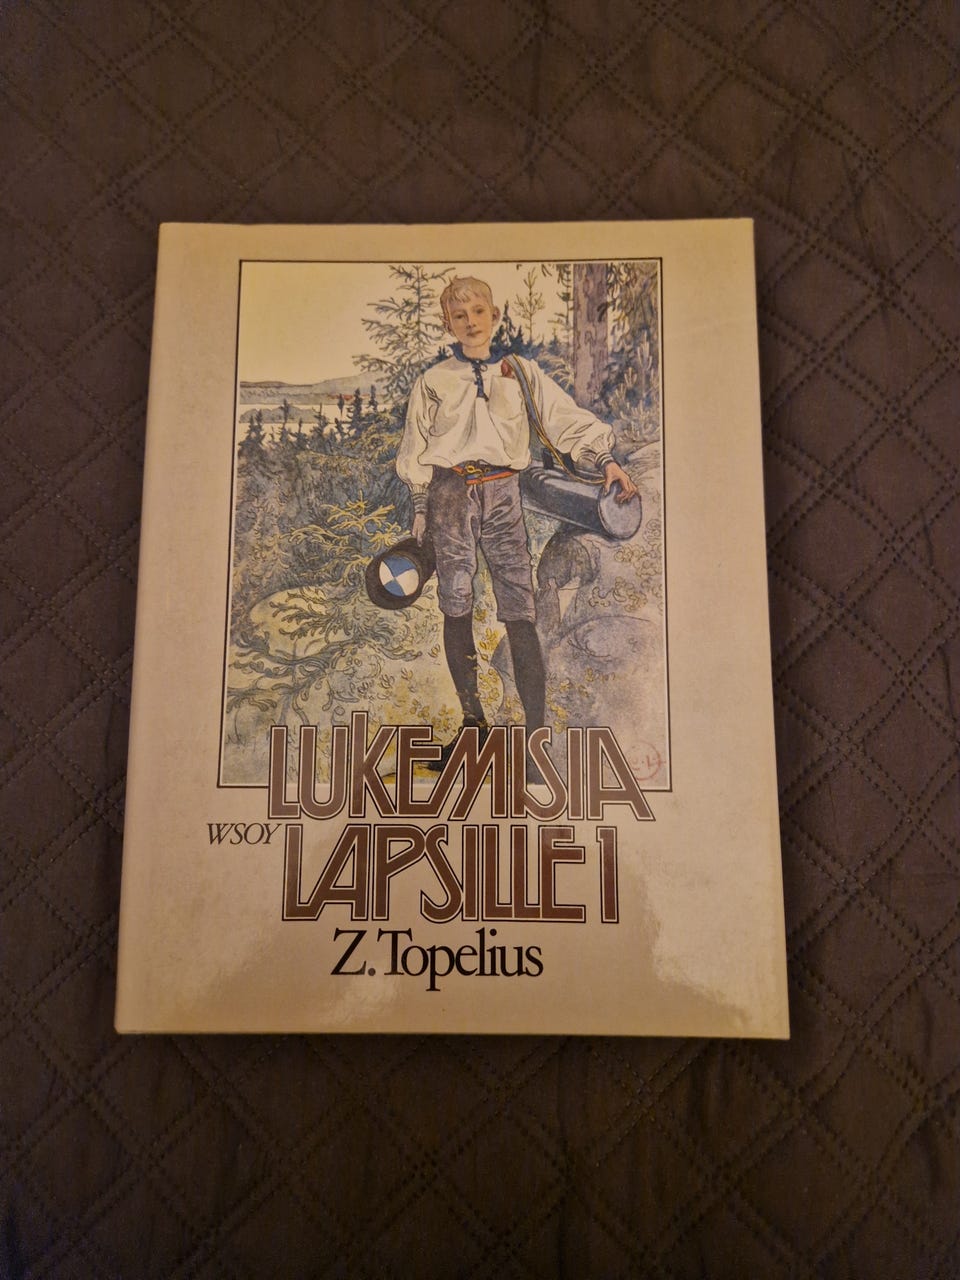 LUKEMISIA
WSOY
LAPSILLE 1
Z. Topelius